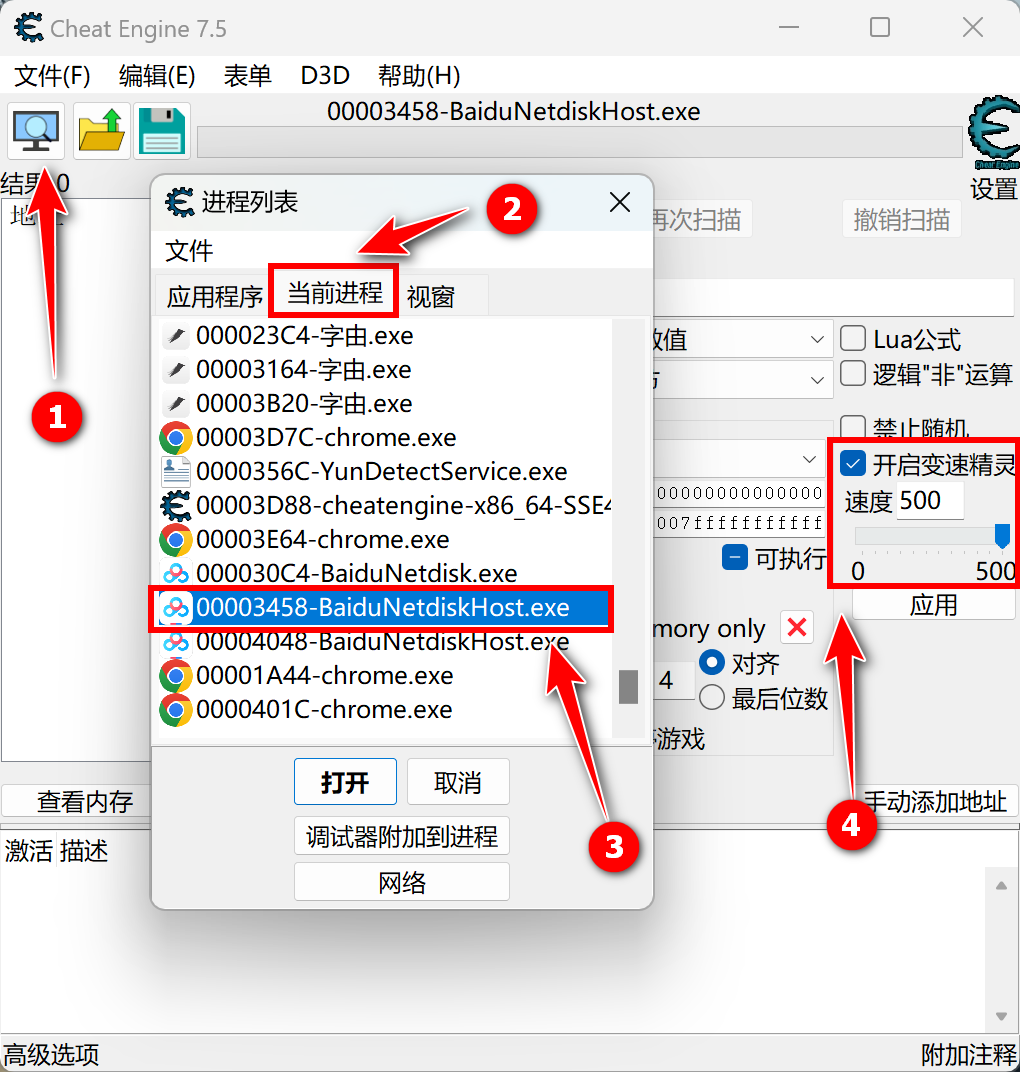 Cheat Engine 7.5
文件(F) 编辑(E) 表单 D3D 帮助(H)
00003458-BaiduNetdiskHost.exe
Cheat Engine
设置
0
进程列表
2
再次扫描
撤销扫描
文件
应用程序 当前进程 视窗
000023C4-字由.exe
00003164-字由.exe
00003B20-字由.exe
00003D7C-chrome.exe
0000356C-YunDetectService.exe
00003D88-cheatengine-x86_64-SSE4
00003E64-chrome.exe
000030C4-BaiduNetdisk.exe
00003458-BaiduNetdiskHost.exe
00004048-BaiduNetdiskHost.exe
00001A44-chrome.exe
0000401C-chrome.exe
打开 取消
调试器附加到进程
网络
1
3
4
数值
Lua公式
逻辑"非"运算
禁止随机
开启变速精灵
速度 500
0 500
应用
0000000000000
007fffffffffff
可执行
mory only
4
对齐
最后位数
游戏
查看内存
手动添加地址
激活 描述
高级选项
附加注释